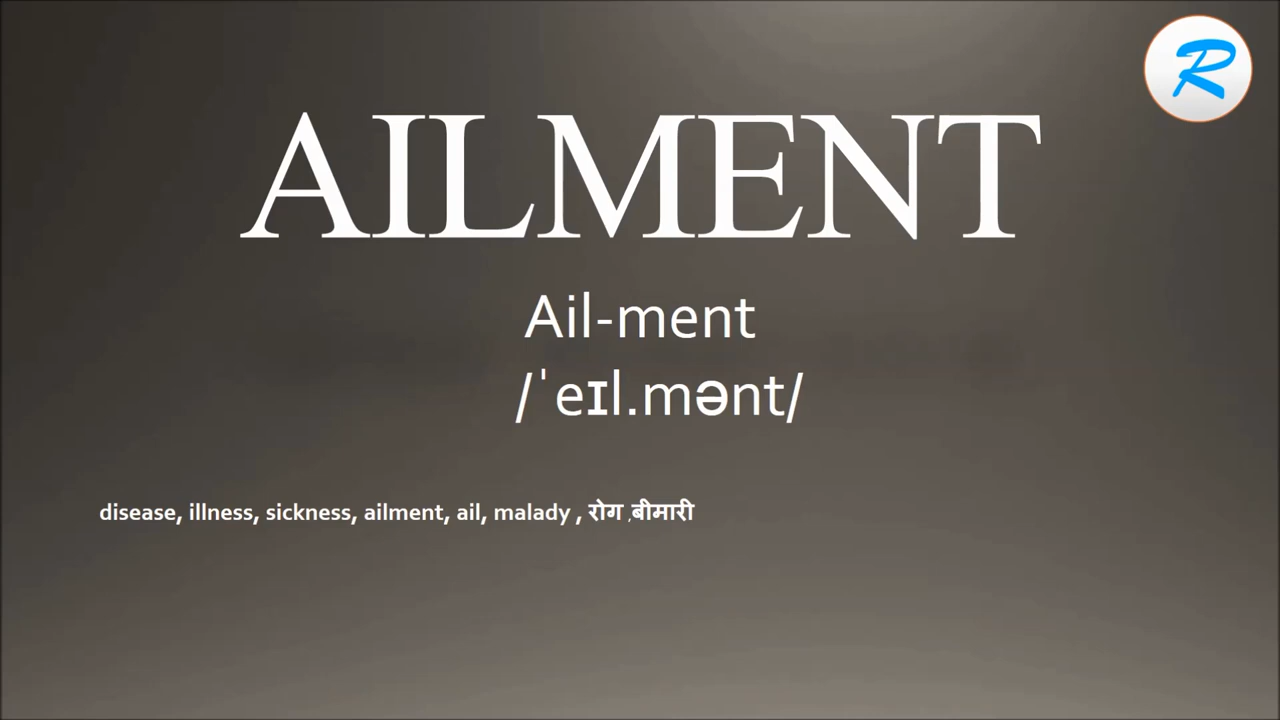 R
AILMENT
Ail-ment
/ˈeɪl.mənt/
disease, illness, sickness, ailment, ail, malady , रोग ,बीमारी